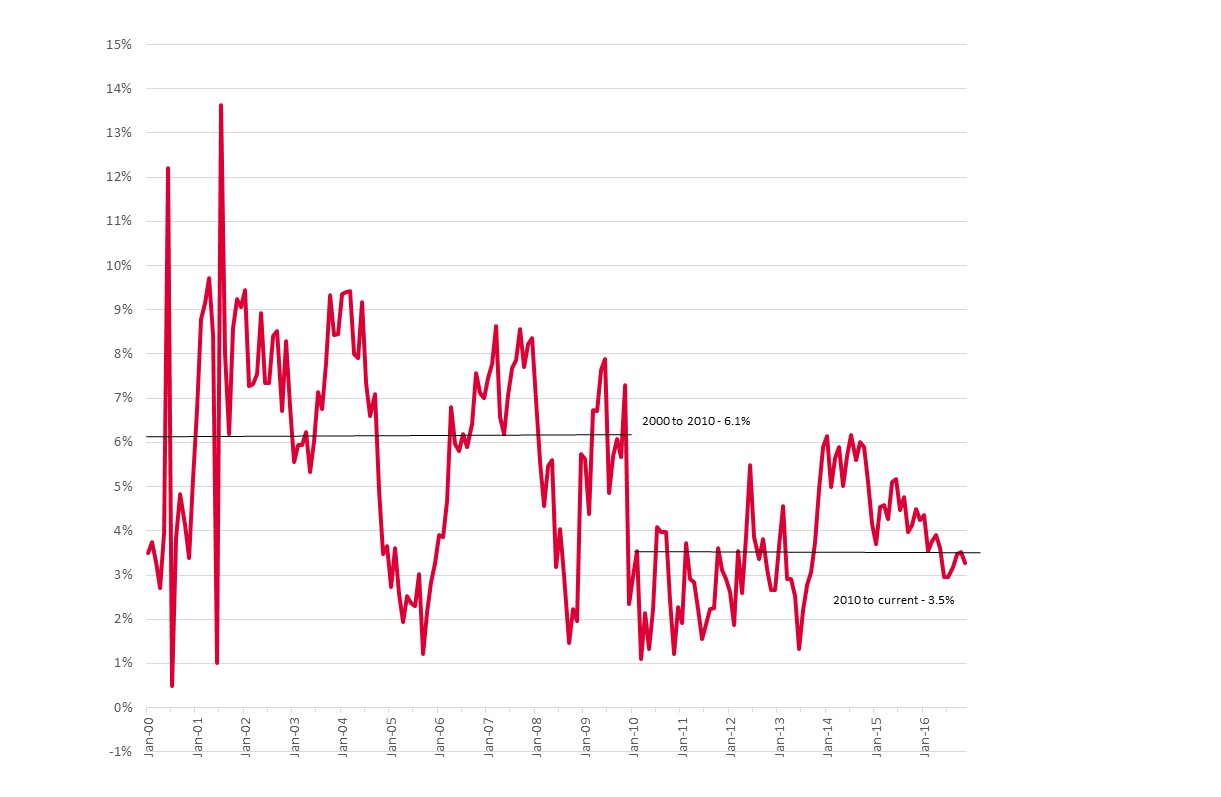 15%
14%
13%
12%
11%
10%
9%
8%
7%
6%
5%
4%
3%
2%
1%
0%
-1%
2000 to 2010 - 6.1%
2010 to current - 3.5%
Jan-00
Jan-01
Jan-02
Jan-03
Jan-04
Jan-05
Jan-06
Jan-07
Jan-08
Jan-09
Jan-10
Jan-11
Jan-12
Jan-13
Jan-14
Jan-15
Jan-16